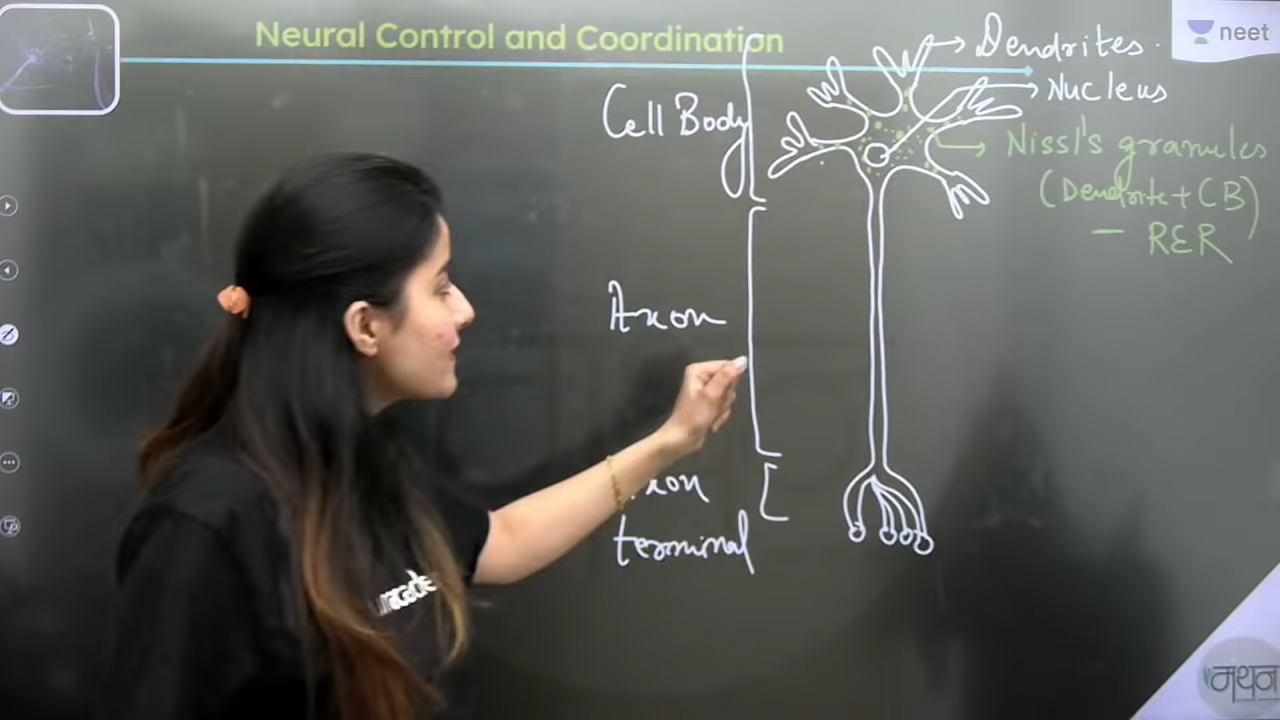 Neural Control and Coordination
neet
Dendrites
Nucleus
Cell Body
Nissl's granules
(Dendrite + CB)
- RER
Axon
xon
terminal
मथन